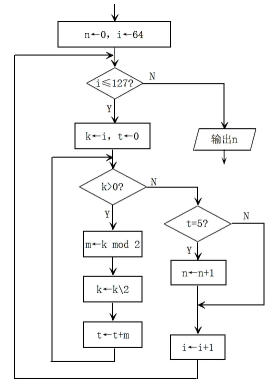 n←0, i←64
i≤127?
N
Y
k←i, t←0
输出n
k>0?
N
Y
t=5?
N
Y
m←k mod 2
n←n+1
k←k\2
t←t+m
i←i+1